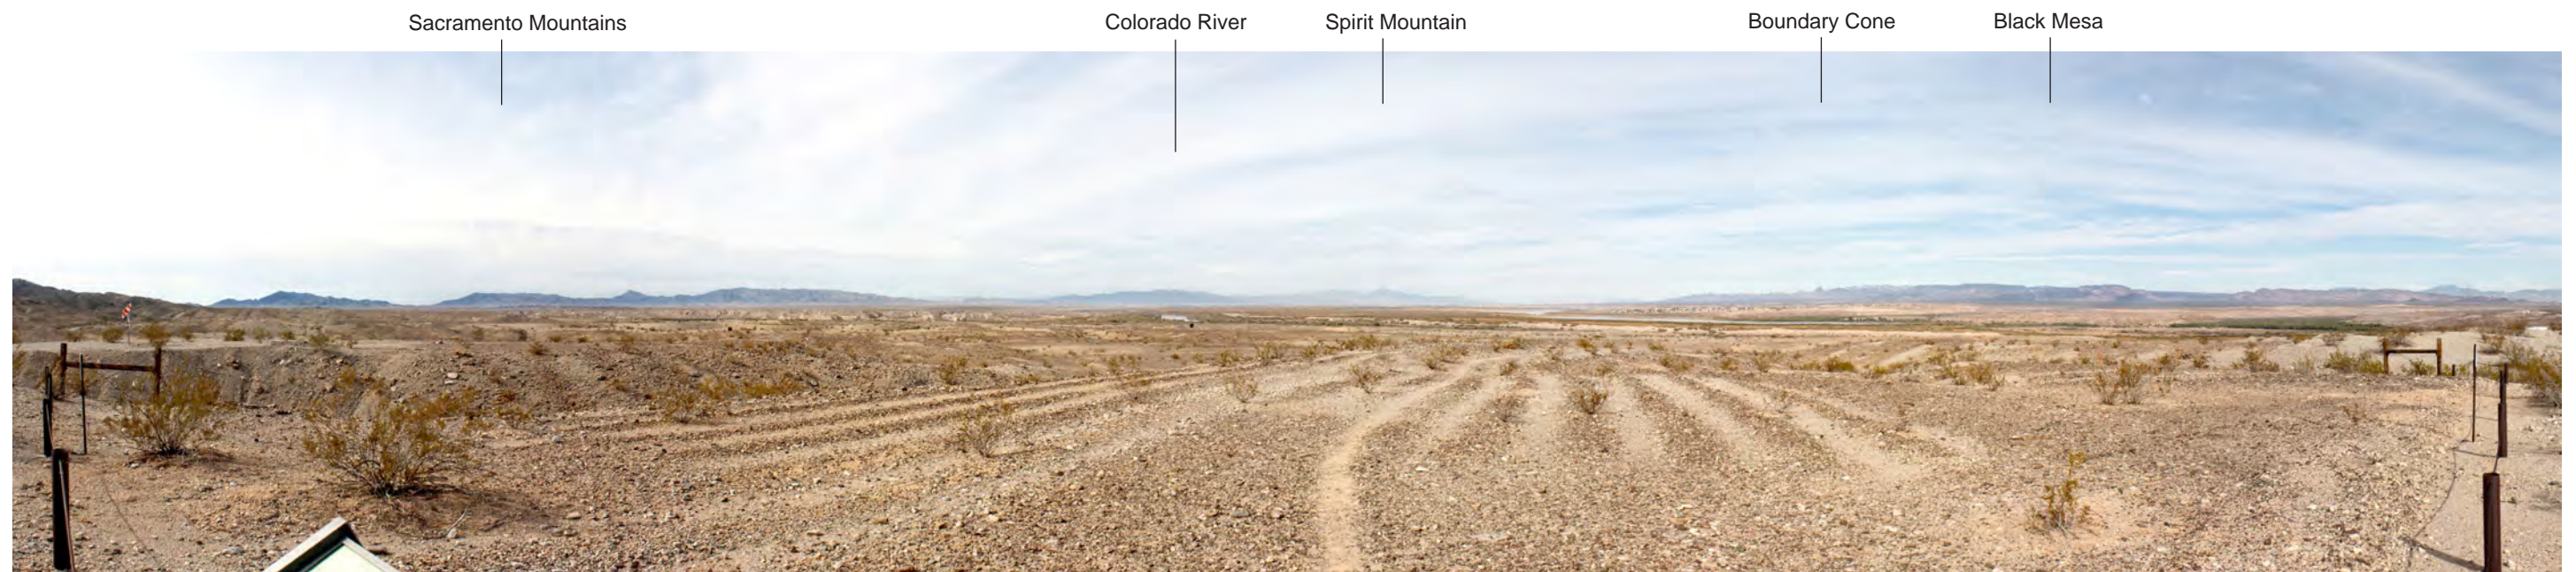 Sacramento Mountains
Colorado River
Spirit Mountain
Boundary Cone
Black Mesa